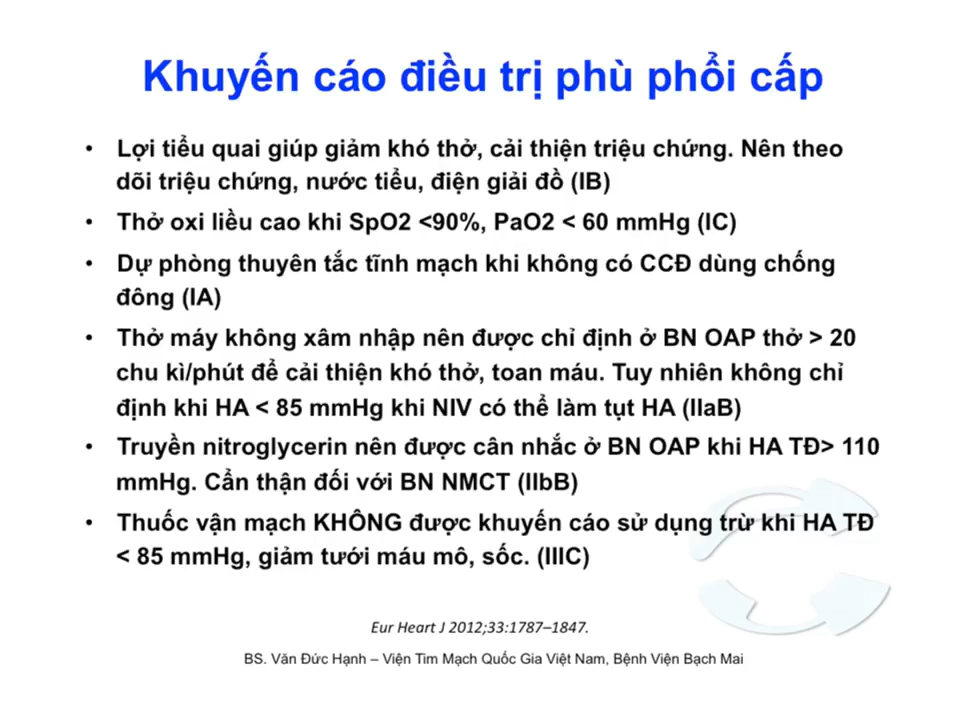 Khuyến cáo điều trị phù phổi cấp
• Lợi tiểu quai giúp giảm khó thở, cải thiện triệu chứng. Nên theo
dõi triệu chứng, nước tiểu, điện giải đồ (IB)
• Thở oxi liều cao khi SpO2 <90%, PaO2 < 60 mmHg (IC)
• Dự phòng thuyên tắc tĩnh mạch khi không có CCĐ dùng chống
đông (IA)
• Thở máy không xâm nhập nên được chỉ định ở BN OAP thở > 20
chu kì/phút để cải thiện khó thở, toan máu. Tuy nhiên không chỉ
định khi HA < 85 mmHg khi NIV có thể làm tụt HA (IIaB)
• Truyền nitroglycerin nên được cân nhắc ở BN OAP khi HA TĐ> 110
mmHg. Cẩn thận đối với BN NMCT (IIbB)
• Thuốc vận mạch KHÔNG được khuyến cáo sử dụng trừ khi HA TĐ
< 85 mmHg, giảm tưới máu mô, sốc. (IIIC)
Eur Heart J 2012;33:1787–1847.
BS. Văn Đức Hạnh – Viện Tim Mạch Quốc Gia Việt Nam, Bệnh Viện Bạch Mai